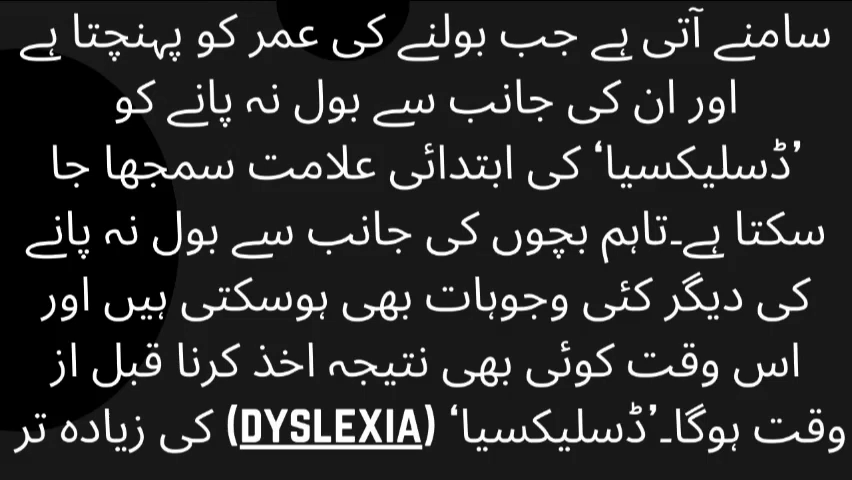 سامنے آتی ہے جب بولنے کی عمر کو پہنچتا ہے
اور ان کی جانب سے بول نہ پانے کو
’ڈسلیکسیا‘ کی ابتدائی علامت سمجھا جا
سکتا ہے۔تاہم بچوں کی جانب سے بول نہ پانے
کی دیگر کئی وجوہات بھی ہوسکتی ہیں اور
اس وقت کوئی بھی نتیجہ اخذ کرنا قبل از
وقت ہوگا۔’ڈسلیکسیا‘ (DYSLEXIA) کی زیادہ تر